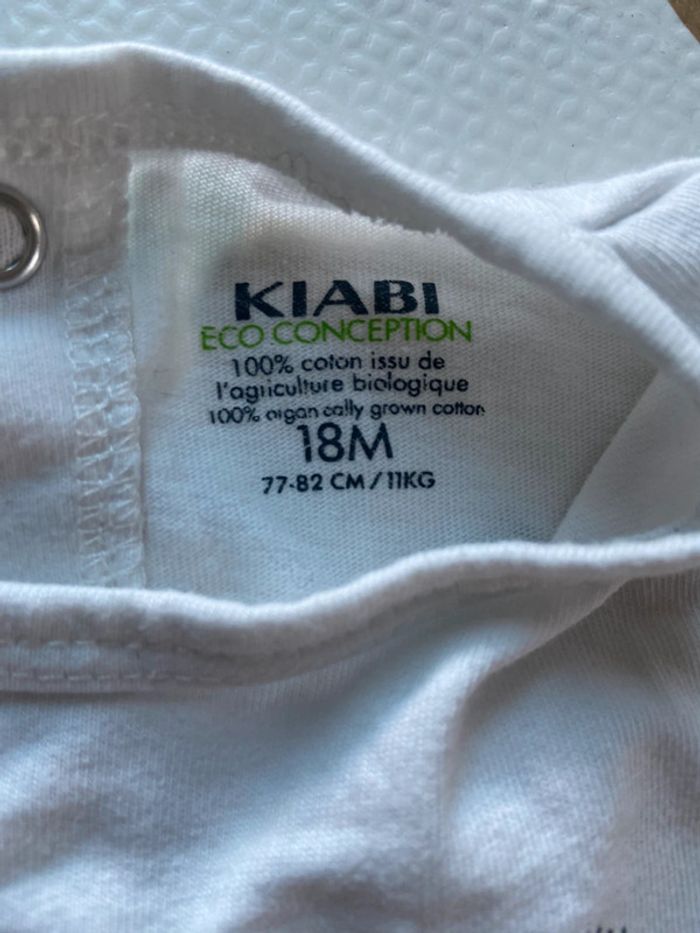 KIABI
ECO CONCEPTION
100% coton issu de
l'agriculture biologique
100% organically grown cotton
18M
77-82 CM / 11KG